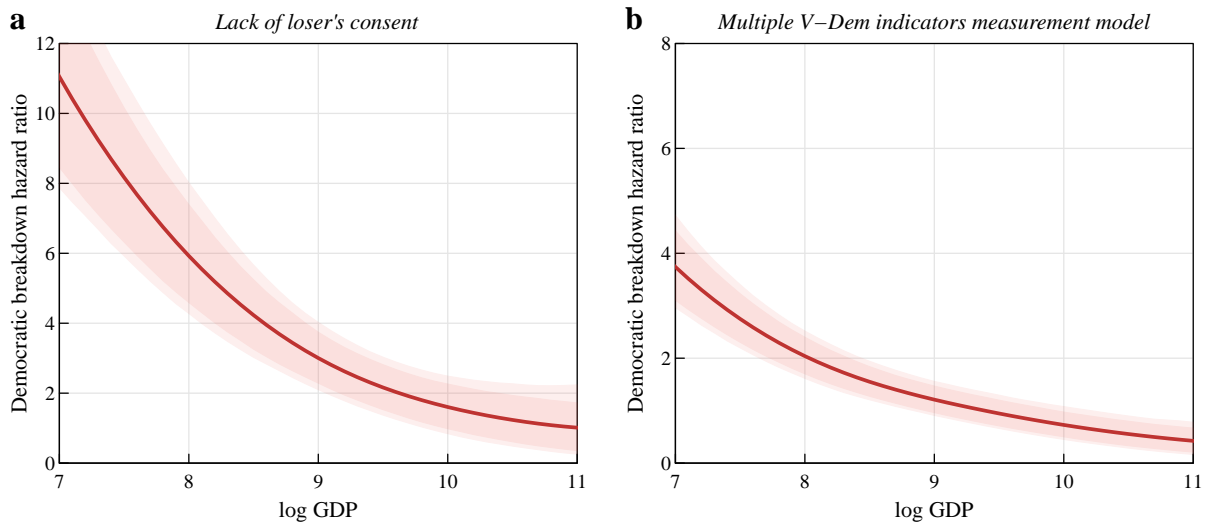 a
Lack of loser's consent
Democratic breakdown hazard ratio
12
10
8
6
4
2
0
7 8 9 10 11
log GDP
b
Multiple V−Dem indicators measurement model
Democratic breakdown hazard ratio
8
6
4
2
0
7 8 9 10 11
log GDP